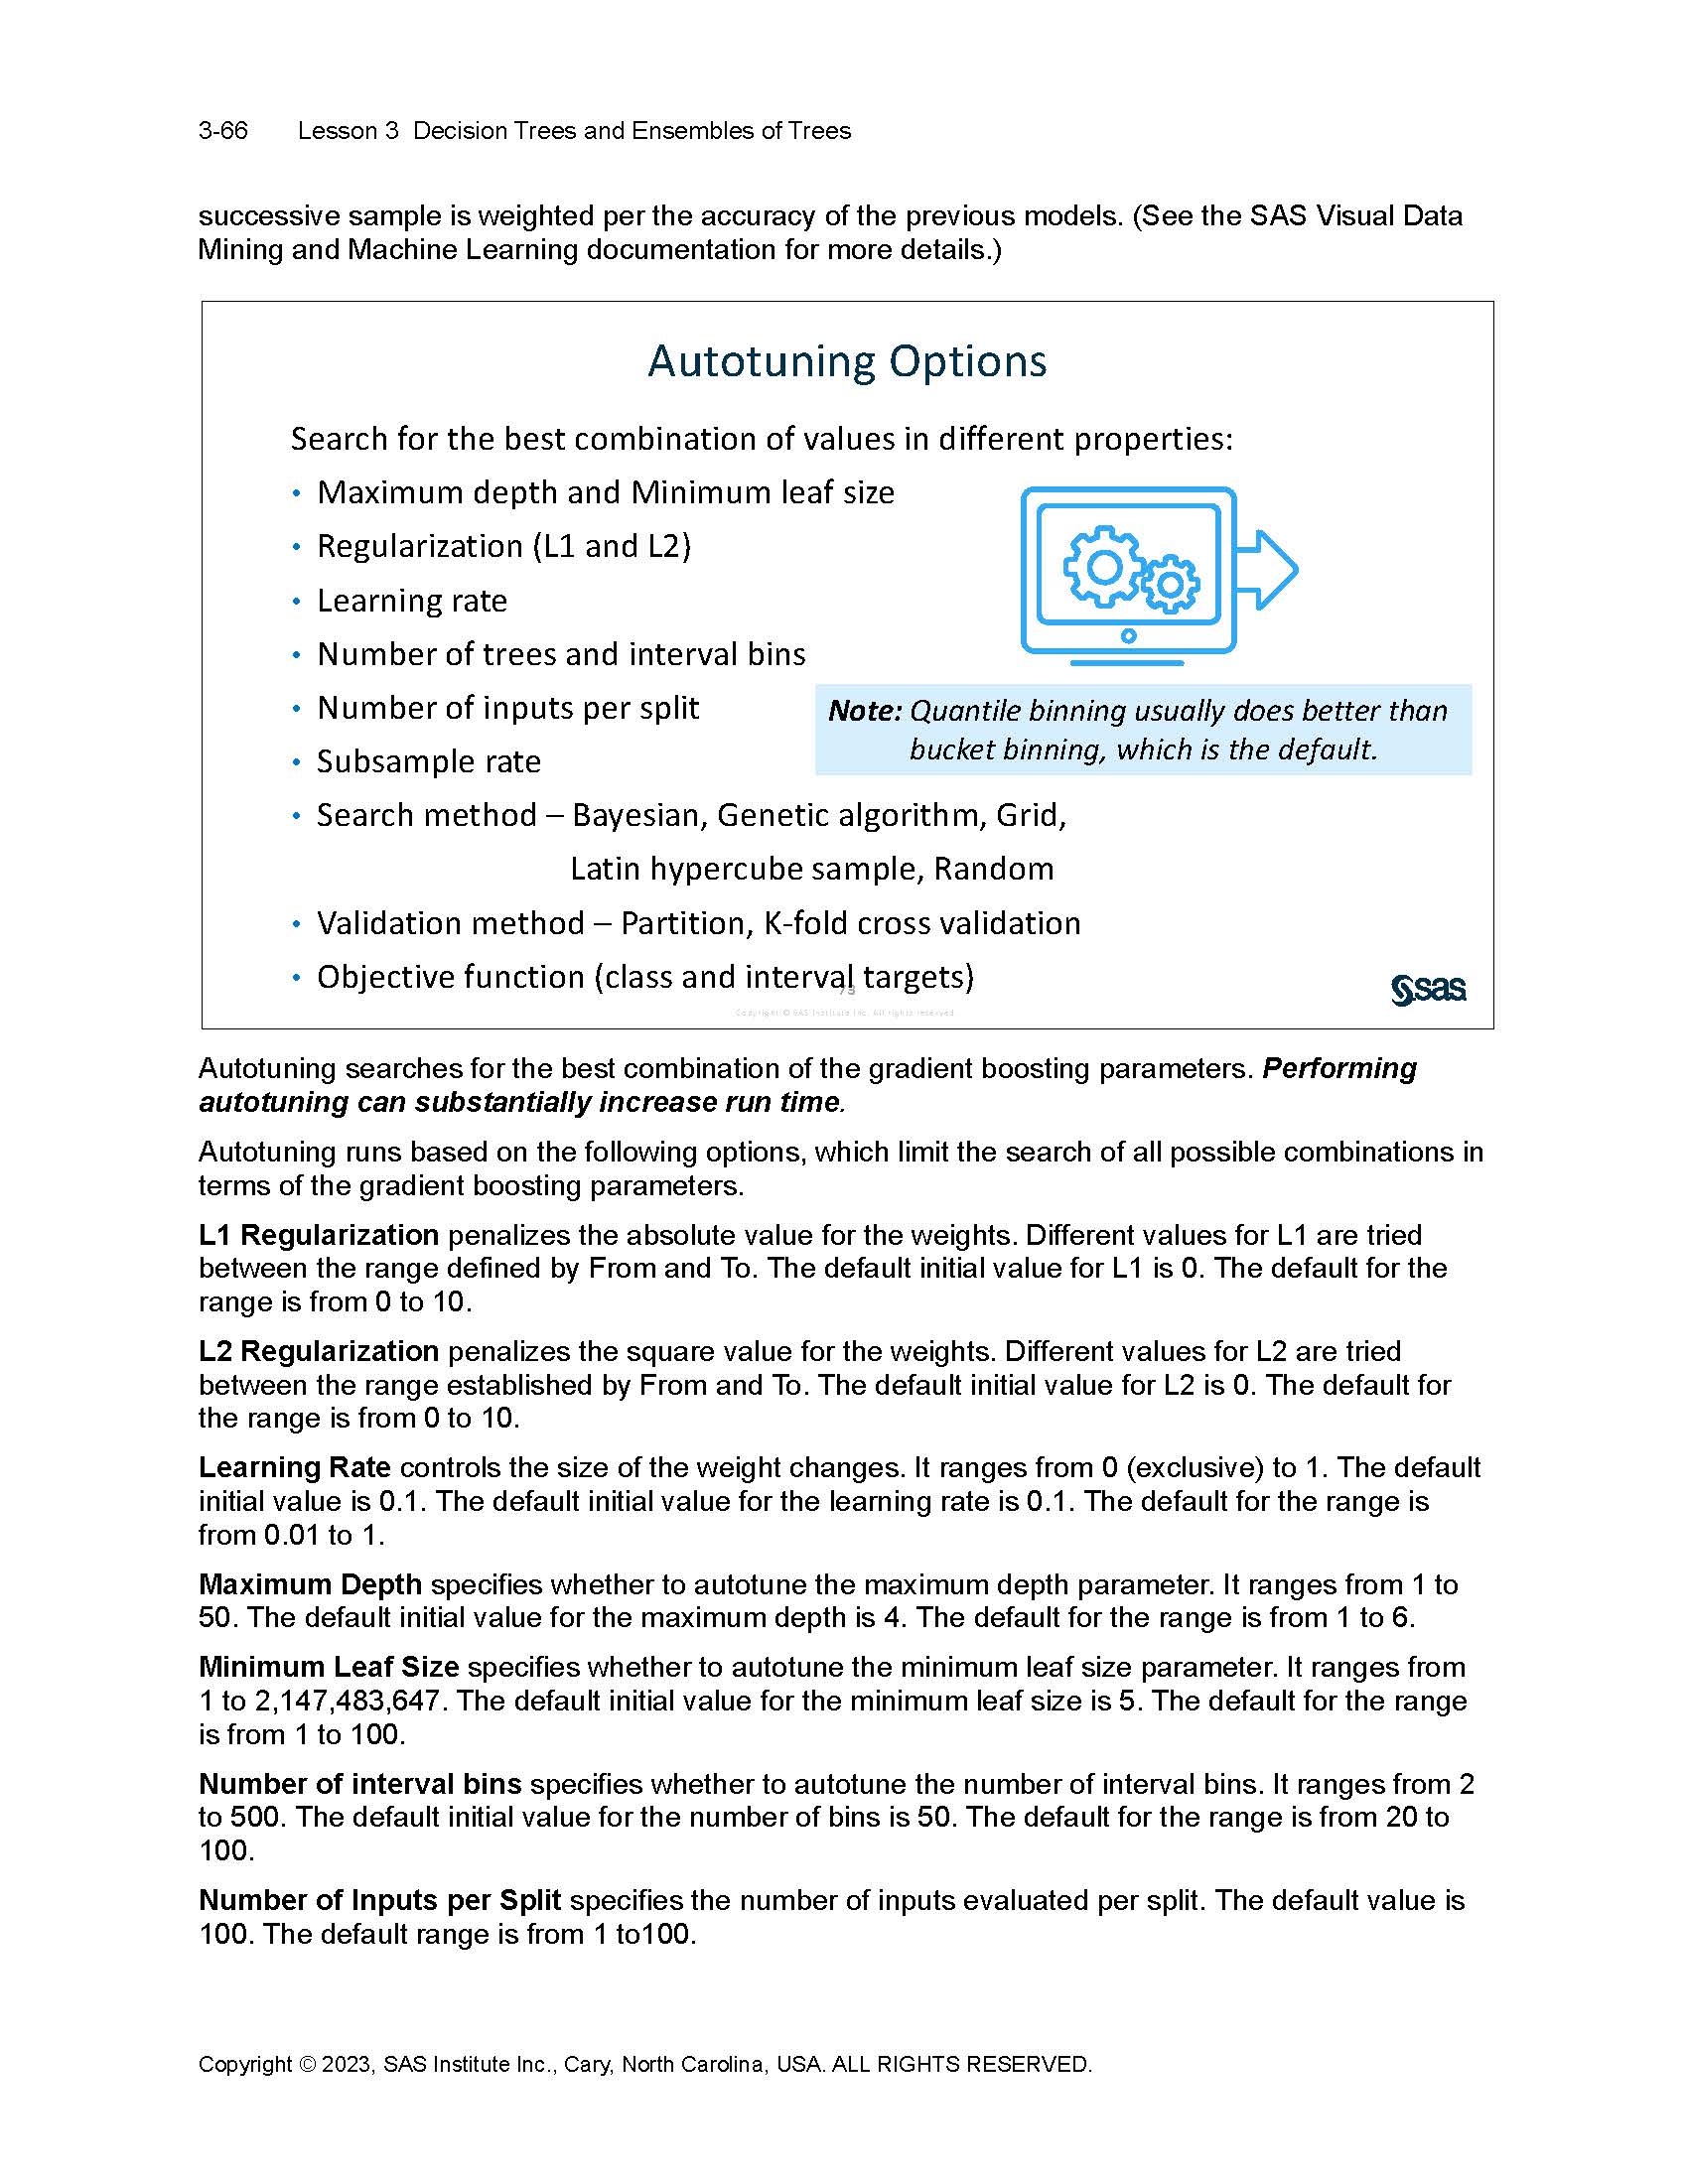 3-66 Lesson 3 Decision Trees and Ensembles of Trees
successive sample is weighted per the accuracy of the previous models. (See the SAS Visual Data
Mining and Machine Learning documentation for more details.)
Autotuning Options
Search for the best combination of values in different properties:
• Maximum depth and Minimum leaf size
• Regularization (L1 and L2)
• Learning rate
• Number of trees and interval bins
• Number of inputs per split
Note: Quantile binning usually does better than
bucket binning, which is the default.
• Subsample rate
• Search method – Bayesian, Genetic algorithm, Grid,
Latin hypercube sample, Random
• Validation method – Partition, K-fold cross validation
• Objective function (class and interval targets)
73
sas
Copyright © SAS Institute Inc. All rights reserved
Autotuning searches for the best combination of the gradient boosting parameters. Performing
autotuning can substantially increase run time.
Autotuning runs based on the following options, which limit the search of all possible combinations in
terms of the gradient boosting parameters.
L1 Regularization penalizes the absolute value for the weights. Different values for L1 are tried
between the range defined by From and To. The default initial value for L1 is 0. The default for the
range is from 0 to 10.
L2 Regularization penalizes the square value for the weights. Different values for L2 are tried
between the range established by From and To. The default initial value for L2 is 0. The default for
the range is from 0 to 10.
Learning Rate controls the size of the weight changes. It ranges from 0 (exclusive) to 1. The default
initial value is 0.1. The default initial value for the learning rate is 0.1. The default for the range is
from 0.01 to 1.
Maximum Depth specifies whether to autotune the maximum depth parameter. It ranges from 1 to
50. The default initial value for the maximum depth is 4. The default for the range is from 1 to 6.
Minimum Leaf Size specifies whether to autotune the minimum leaf size parameter. It ranges from
1 to 2,147,483,647. The default initial value for the minimum leaf size is 5. The default for the range
is from 1 to 100.
Number of interval bins specifies whether to autotune the number of interval bins. It ranges from 2
to 500. The default initial value for the number of bins is 50. The default for the range is from 20 to
100.
Number of Inputs per Split specifies the number of inputs evaluated per split. The default value is
100. The default range is from 1 to100.
Copyright © 2023, SAS Institute Inc., Cary, North Carolina, USA. ALL RIGHTS RESERVED.